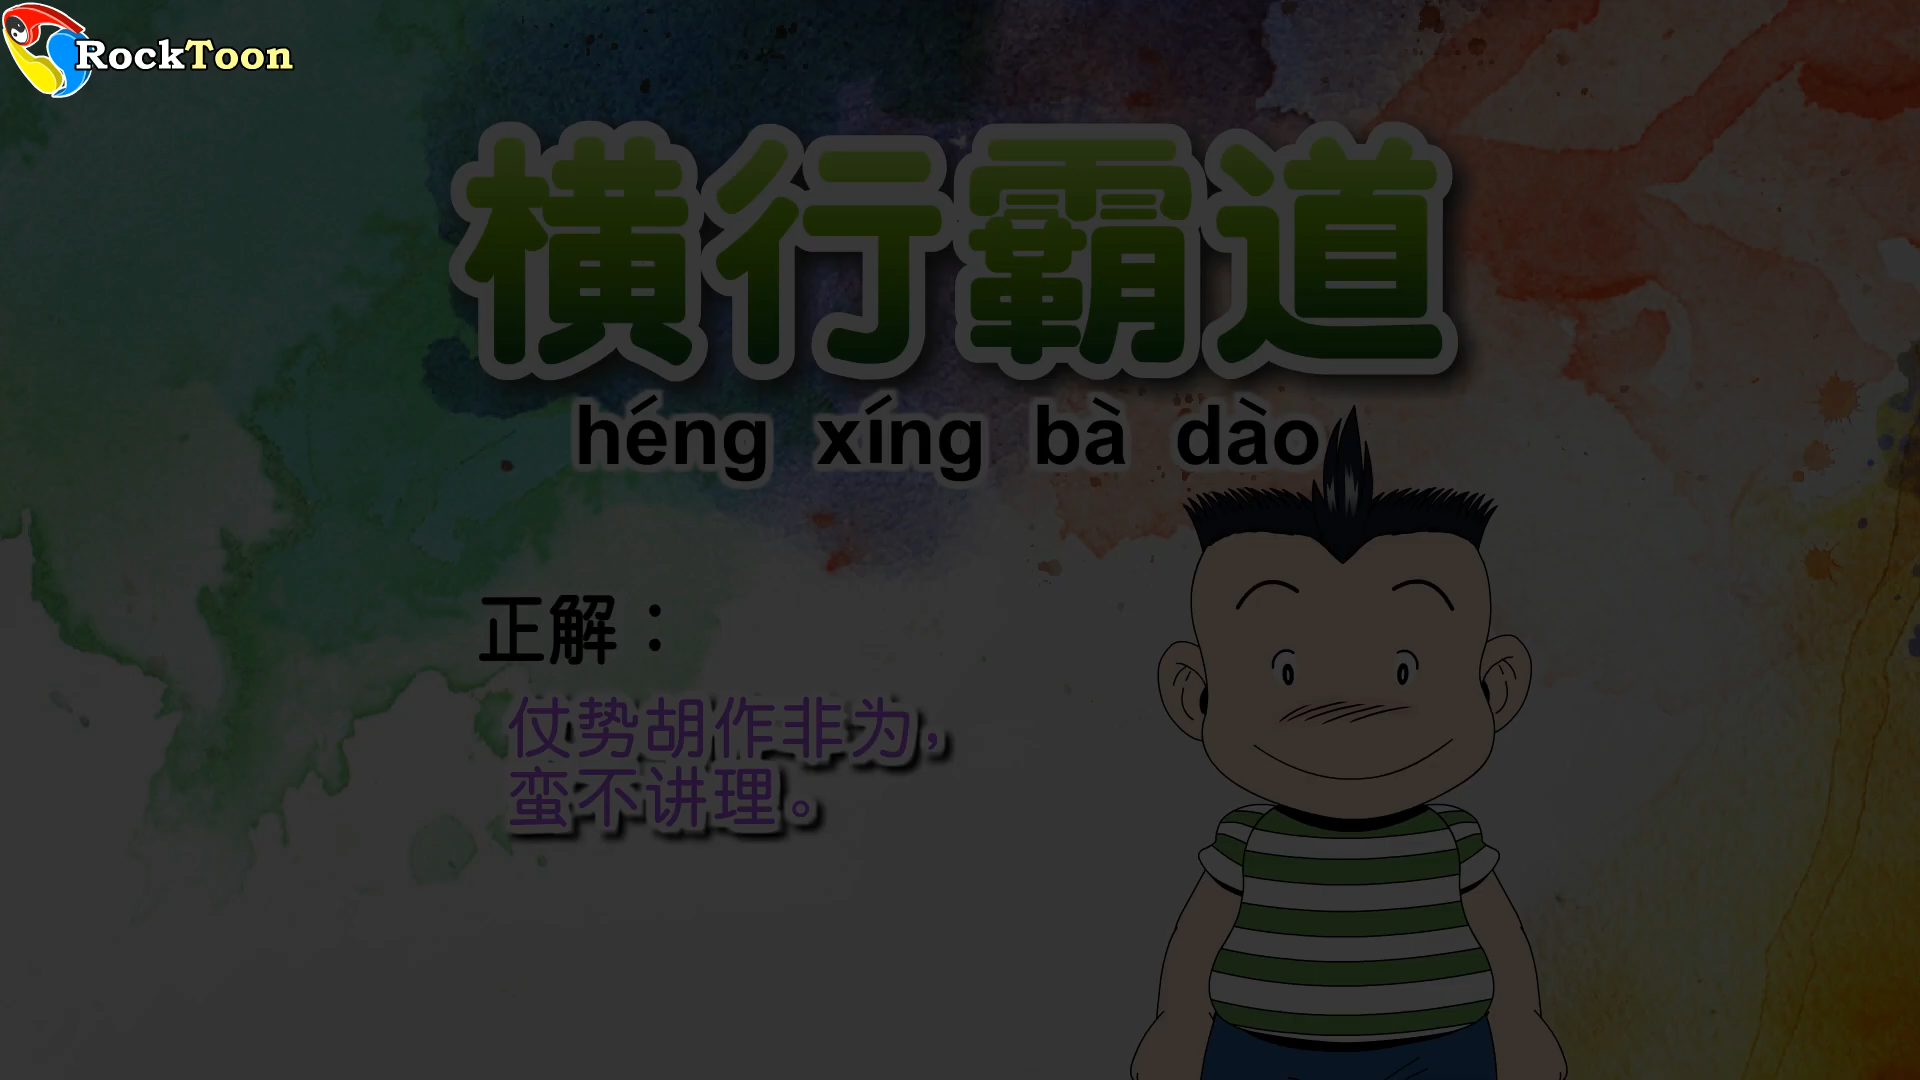 RockToon
横行霸道
héng xíng bà dào
正解：
仗势胡作非为，
蛮不讲理。